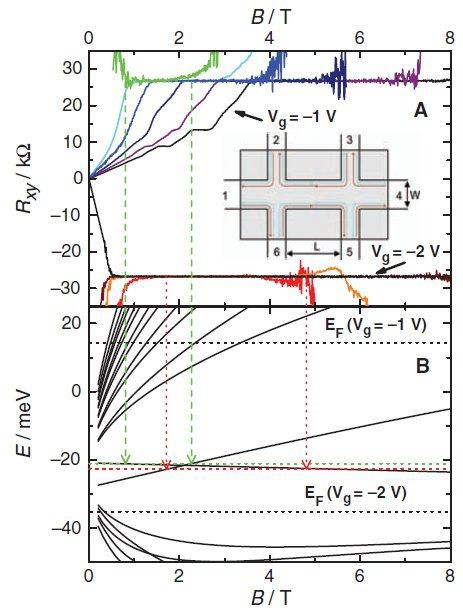 B / T
0 2 4 6 8
30
20
10
0
−10
−20
−30
R_xy / kΩ
A
V_g = −1 V
2 3
1 4 W
L
6 5
V_g = −2 V
20
0
−20
−40
E / meV
E_F (V_g = −1 V)
B
E_F (V_g = −2 V)
0 2 4 6 8
B / T